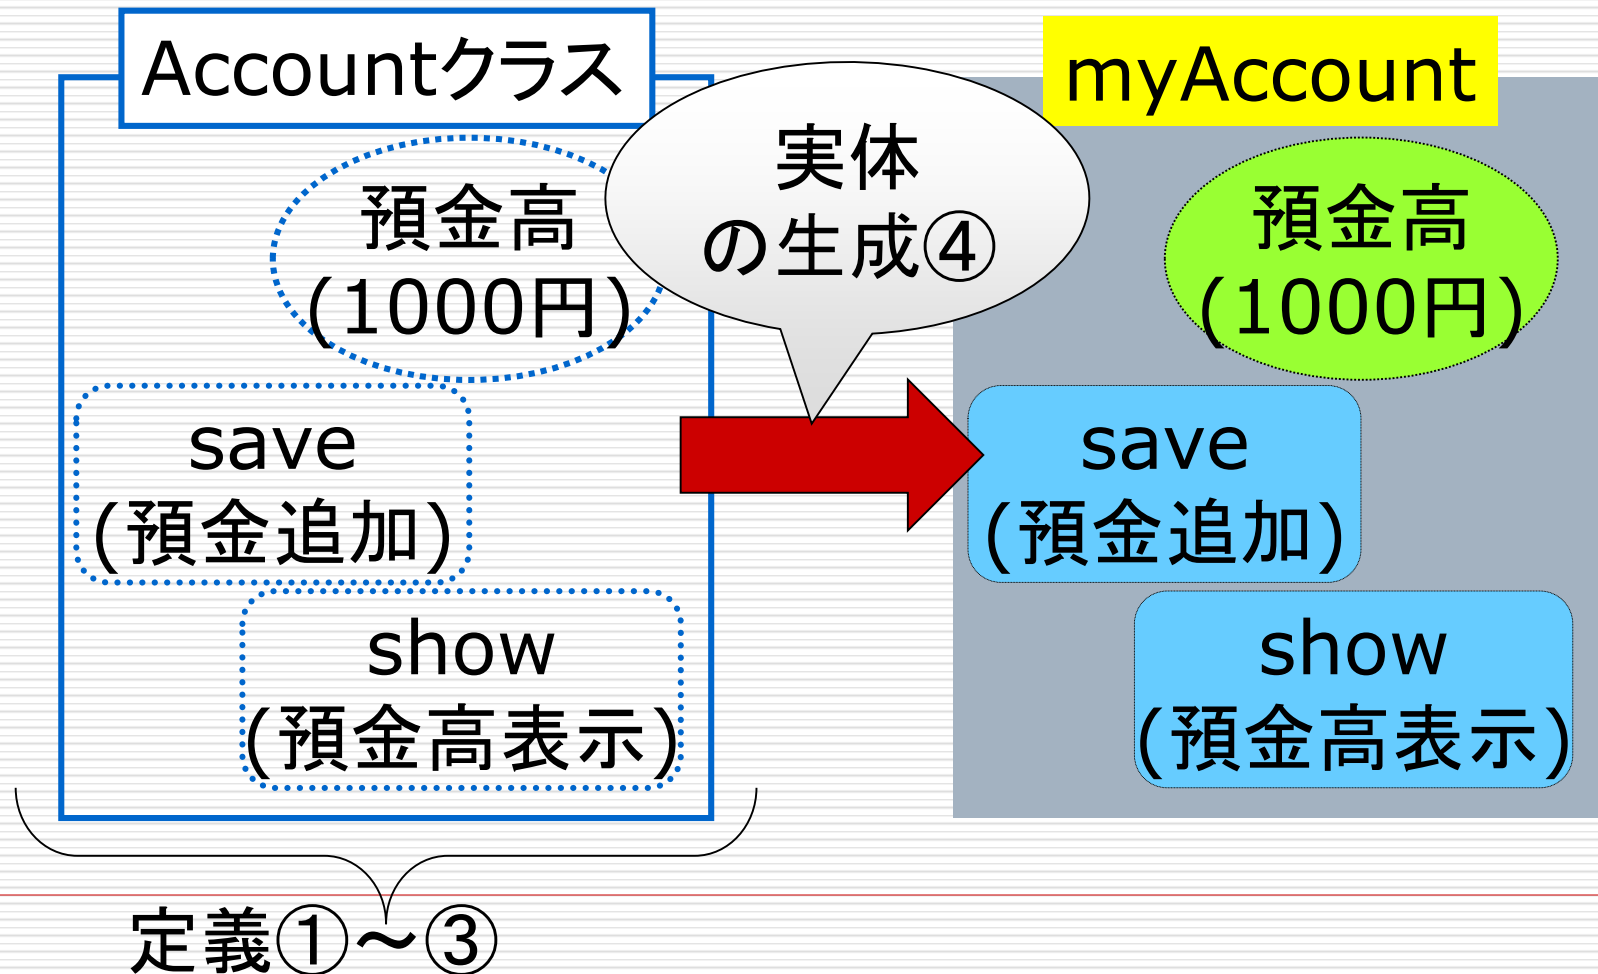 Accountクラス
預金高
(1000円)
save
(預金追加)
show
(預金高表示)
定義①～③
実体
の生成④
myAccount
預金高
(1000円)
save
(預金追加)
show
(預金高表示)